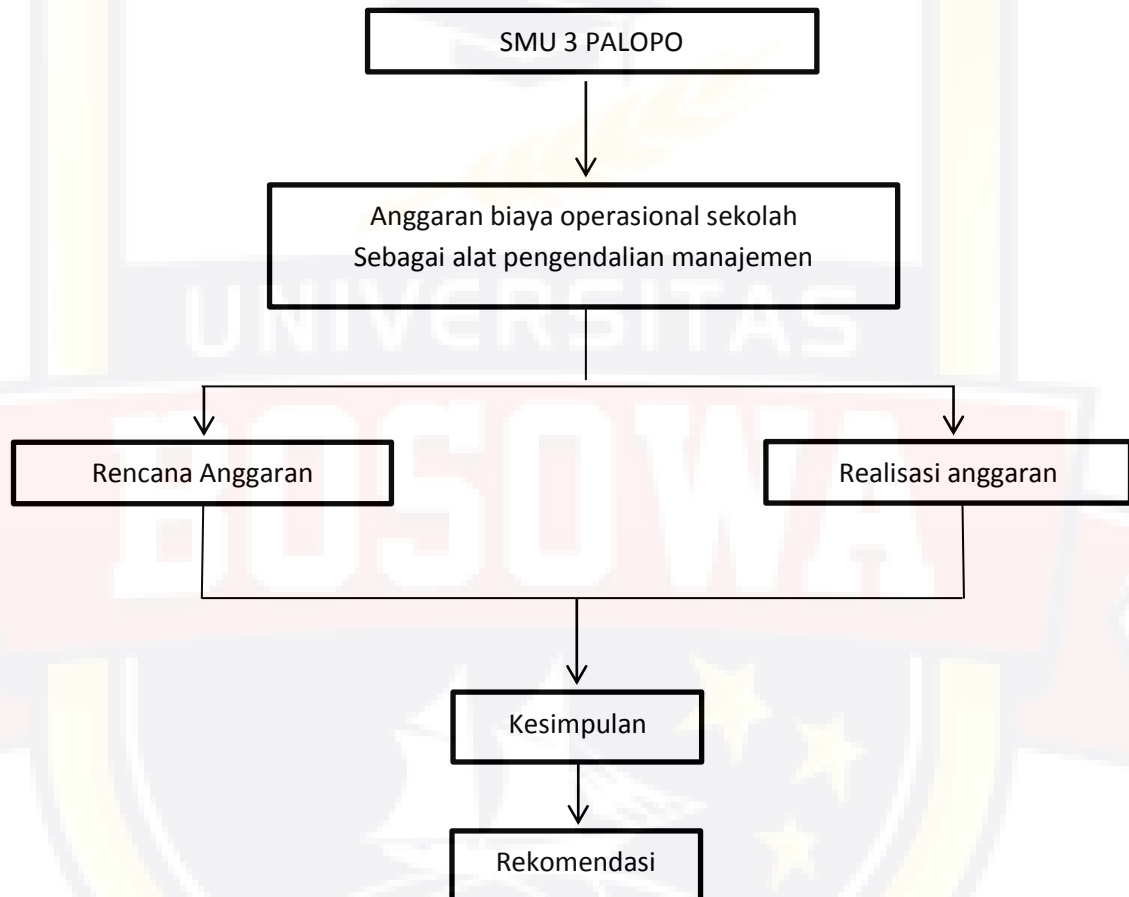 SMU 3 PALOPO
Anggaran biaya operasional sekolah
Sebagai alat pengendalian manajemen
UNIVERSITAS
BOSOWA
Rencana Anggaran
Realisasi anggaran
Kesimpulan
Rekomendasi